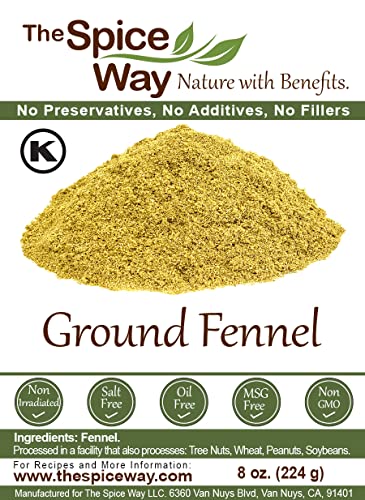 The Spice
Way Nature with Benefits.
No Preservatives, No Additives, No Fillers
K
Ground Fennel
Non Irradiated
Salt Free
Oil Free
MSG Free
Non GMO
Ingredients: Fennel.
Processed in a facility that also processes: Tree Nuts, Wheat, Peanuts, Soybeans.
For Recipes and More Information:
www.thespiceway.com 8 oz. (224 g)
Manufactured for The Spice Way LLC. 6360 Van Nuys Blvd, Van Nuys, CA, 91401